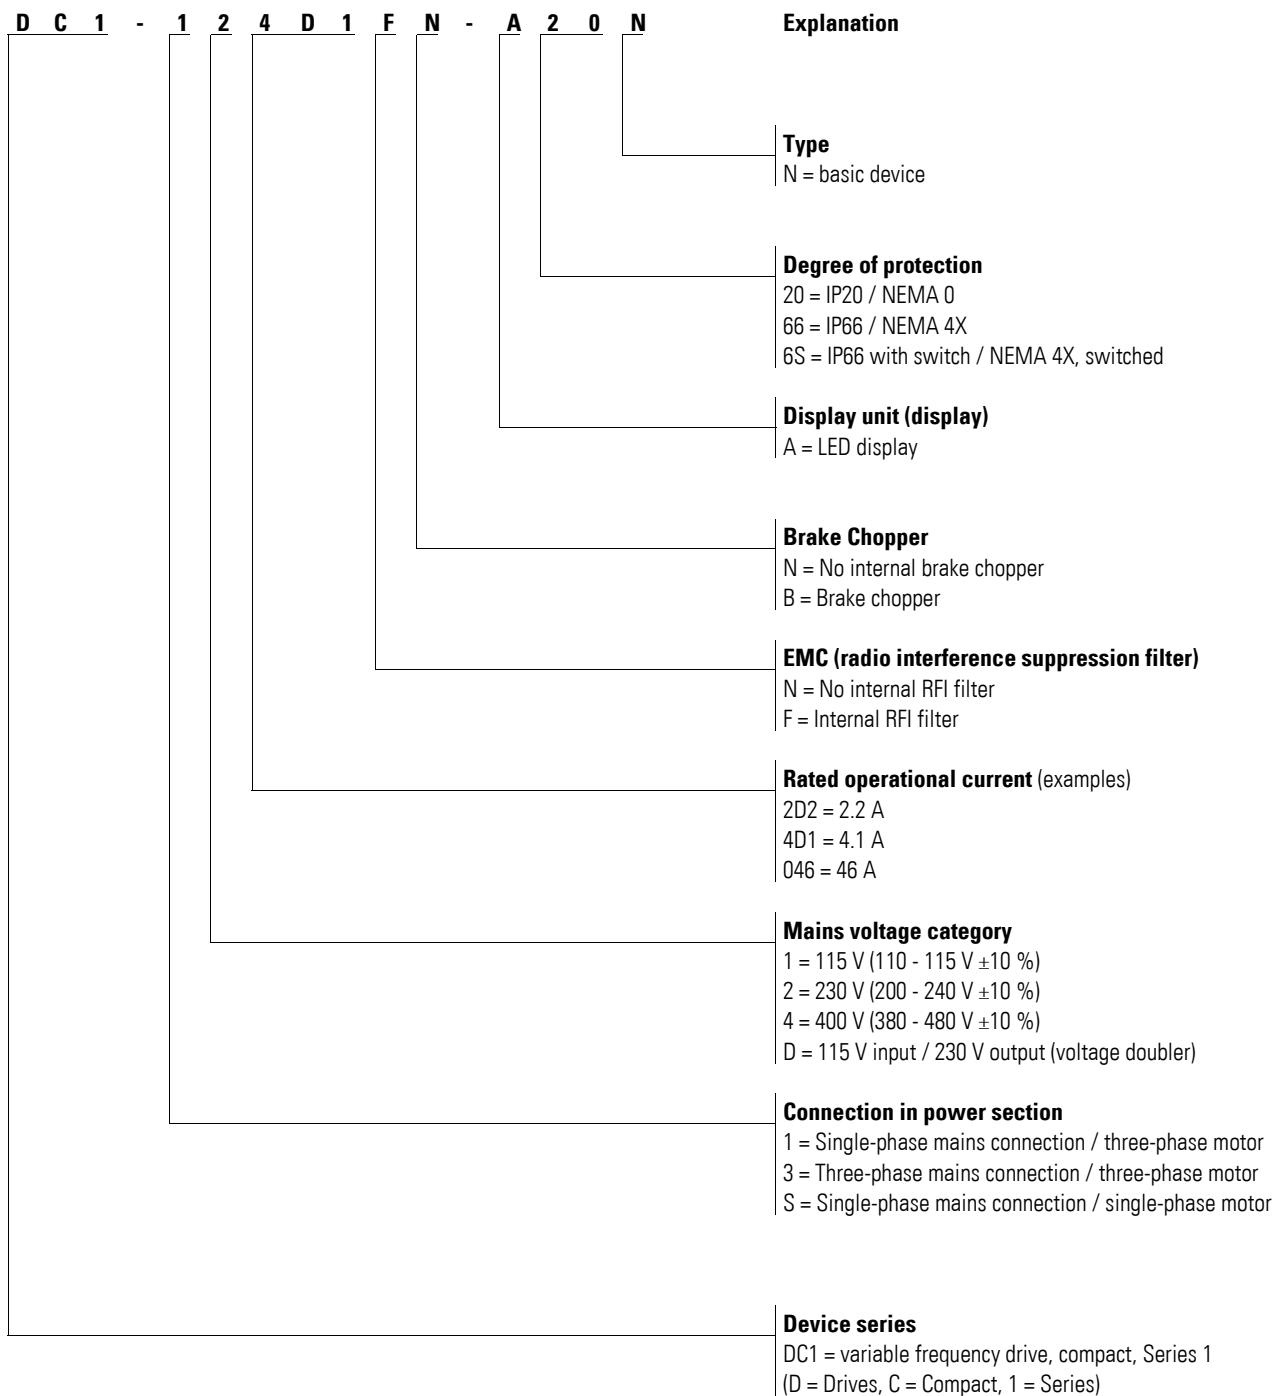 D C 1 - 1 2 4 D 1 F N - A 2 0 N Explanation
Type
N = basic device
Degree of protection
20 = IP20 / NEMA 0
66 = IP66 / NEMA 4X
6S = IP66 with switch / NEMA 4X, switched
Display unit (display)
A = LED display
Brake Chopper
N = No internal brake chopper
B = Brake chopper
EMC (radio interference suppression filter)
N = No internal RFI filter
F = Internal RFI filter
Rated operational current (examples)
2D2 = 2.2 A
4D1 = 4.1 A
046 = 46 A
Mains voltage category
1 = 115 V (110 - 115 V ±10 %)
2 = 230 V (200 - 240 V ±10 %)
4 = 400 V (380 - 480 V ±10 %)
D = 115 V input / 230 V output (voltage doubler)
Connection in power section
1 = Single-phase mains connection / three-phase motor
3 = Three-phase mains connection / three-phase motor
S = Single-phase mains connection / single-phase motor
Device series
DC1 = variable frequency drive, compact, Series 1
(D = Drives, C = Compact, 1 = Series)